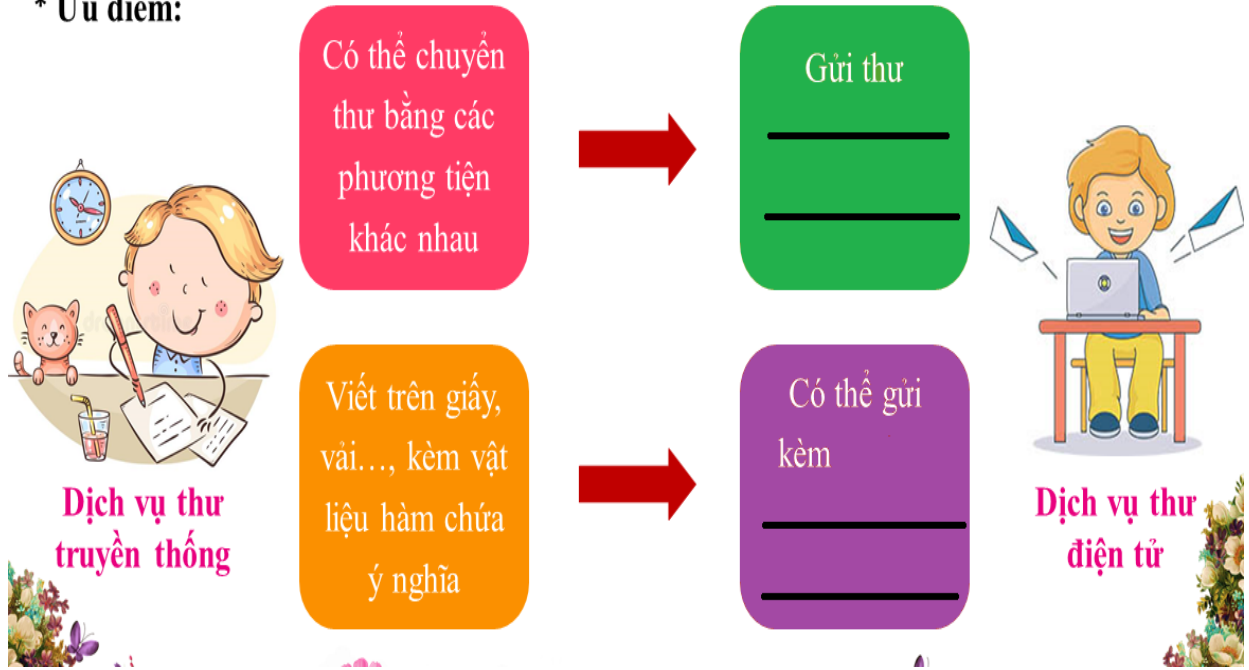 * Ưu điểm:
Có thể chuyển
thư bằng các
phương tiện
khác nhau
Gửi thư
Viết trên giấy,
vải..., kèm vật
liệu hàm chứa
ý nghĩa
Có thể gửi
kèm
Dịch vụ thư
truyền thống
Dịch vụ thư
điện tử